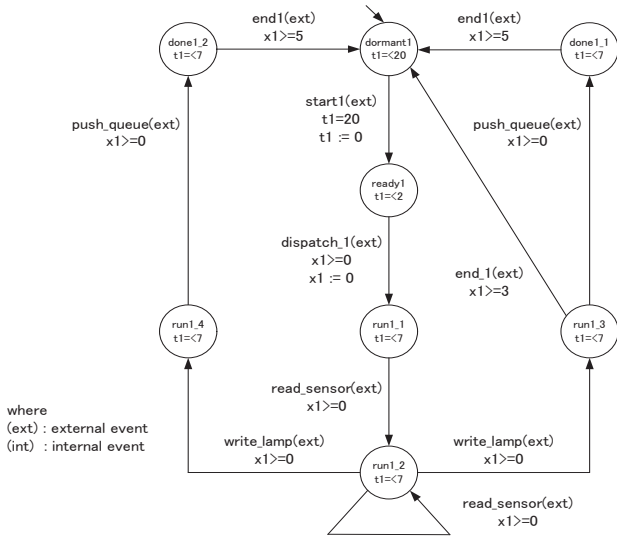 end1(ext)
x1>=5
end1(ext)
x1>=5
done1_2
t1=<7
dormant1
t1=<20
done1_1
t1=<7
start1(ext)
t1=20
t1 := 0
push_queue(ext)
x1>=0
push_queue(ext)
x1>=0
ready1
t1=<2
dispatch_1(ext)
x1>=0
x1 := 0
end_1(ext)
x1>=3
run1_4
t1=<7
run1_1
t1=<7
run1_3
t1=<7
read_sensor(ext)
x1>=0
where
(ext) : external event
(int) : internal event
write_lamp(ext)
x1>=0
write_lamp(ext)
x1>=0
run1_2
t1=<7
read_sensor(ext)
x1>=0